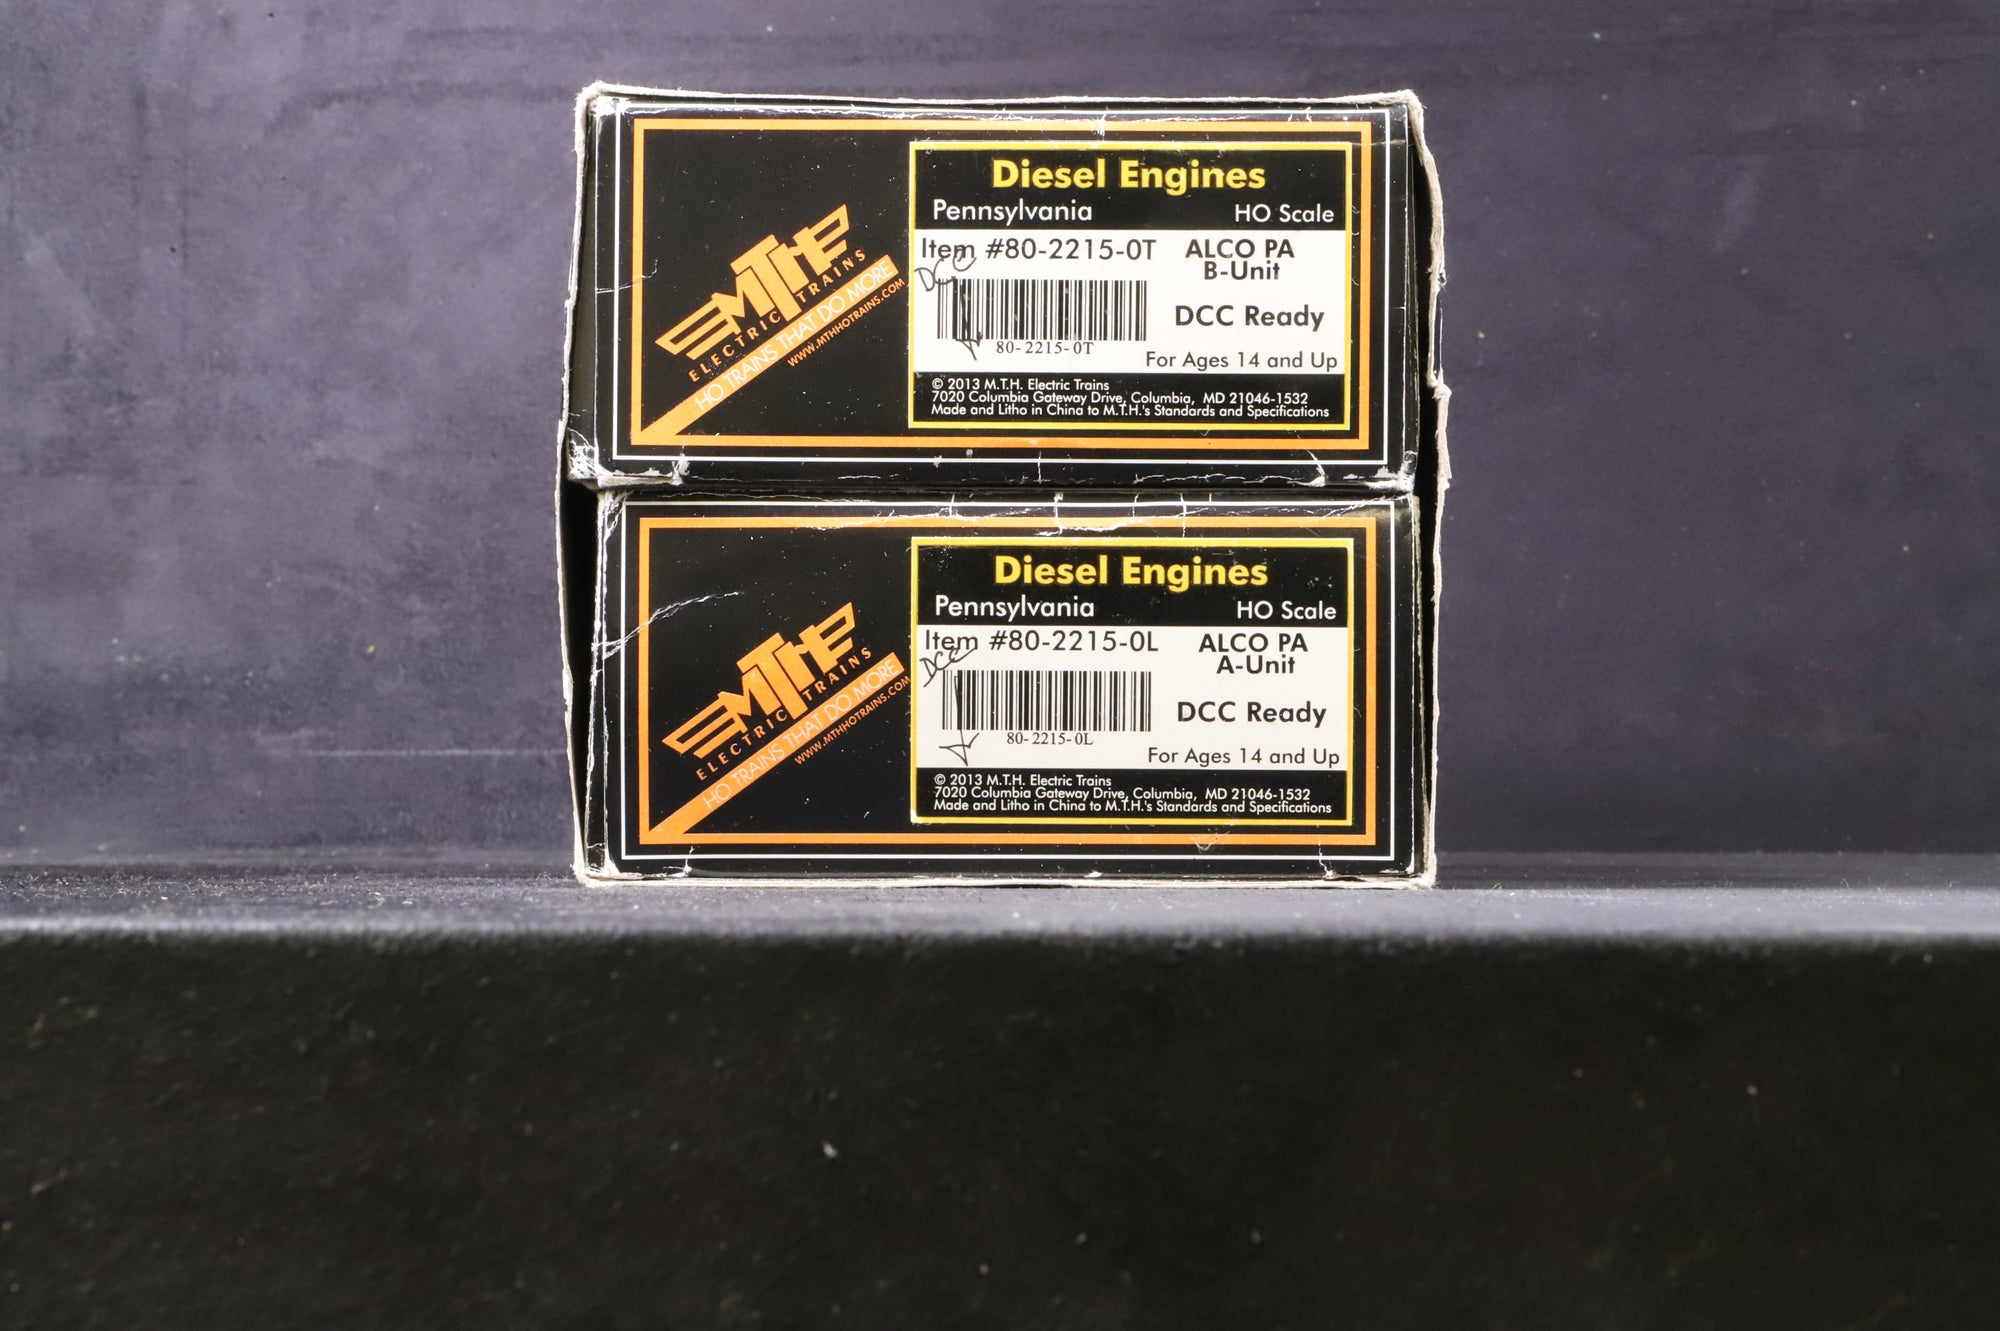 MTH
ELECTRIC TRAINS
HO TRAINS THAT DO MORE
WWW.MTHHOTRAINS.COM
Diesel Engines
Pennsylvania HO Scale
Item #80-2215-0T ALCO PA
B-Unit
DCC
DCC Ready
80-2215-0T
For Ages 14 and Up
© 2013 M.T.H. Electric Trains
7020 Columbia Gateway Drive, Columbia, MD 21046-1532
Made and Litho in China to M.T.H.'s Standards and Specifications
MTH
ELECTRIC TRAINS
HO TRAINS THAT DO MORE
WWW.MTHHOTRAINS.COM
Diesel Engines
Pennsylvania HO Scale
Item #80-2215-0L ALCO PA
A-Unit
DCC
DCC Ready
80-2215-0L
For Ages 14 and Up
© 2013 M.T.H. Electric Trains
7020 Columbia Gateway Drive, Columbia, MD 21046-1532
Made and Litho in China to M.T.H.'s Standards and Specifications